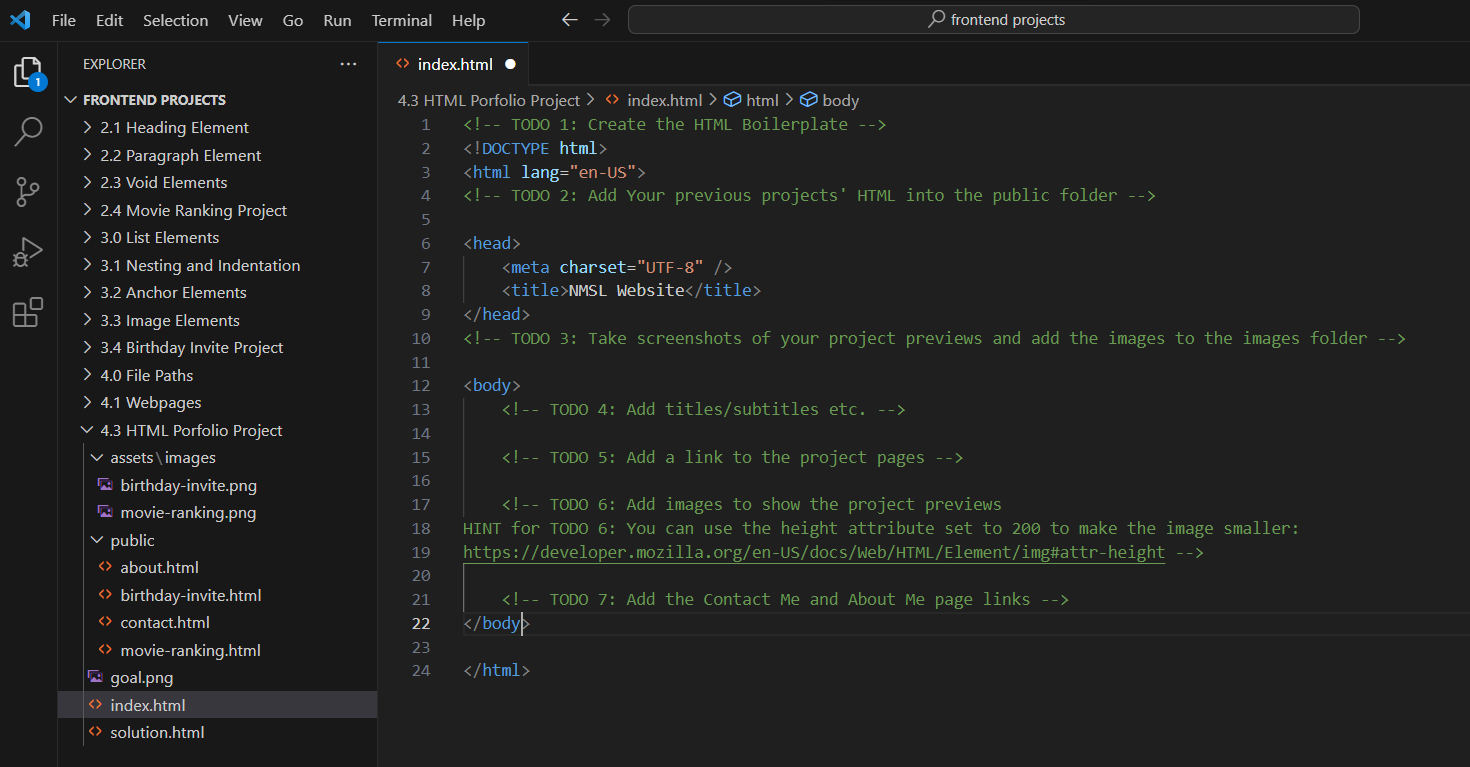 File Edit Selection View Go Run Terminal Help
frontend projects
1
EXPLORER
FRONTEND PROJECTS
2.1 Heading Element
2.2 Paragraph Element
2.3 Void Elements
2.4 Movie Ranking Project
3.0 List Elements
3.1 Nesting and Indentation
3.2 Anchor Elements
3.3 Image Elements
3.4 Birthday Invite Project
4.0 File Paths
4.1 Webpages
4.3 HTML Porfolio Project
assets\images
birthday-invite.png
movie-ranking.png
public
about.html
birthday-invite.html
contact.html
movie-ranking.html
goal.png
index.html
solution.html
index.html
4.3 HTML Porfolio Project > index.html > html > body
1 <!-- TODO 1: Create the HTML Boilerplate -->
2 <!DOCTYPE html>
3 <html lang="en-US">
4 <!-- TODO 2: Add Your previous projects' HTML into the public folder -->
5
6 <head>
7 <meta charset="UTF-8" />
8 <title>NMSL Website</title>
9 </head>
10 <!-- TODO 3: Take screenshots of your project previews and add the images to the images folder -->
11
12 <body>
13 <!-- TODO 4: Add titles/subtitles etc. -->
14
15 <!-- TODO 5: Add a link to the project pages -->
16
17 <!-- TODO 6: Add images to show the project previews
18 HINT for TODO 6: You can use the height attribute set to 200 to make the image smaller:
19 https://developer.mozilla.org/en-US/docs/Web/HTML/Element/img#attr-height -->
20
21 <!-- TODO 7: Add the Contact Me and About Me page links -->
22 </body>
23
24 </html>